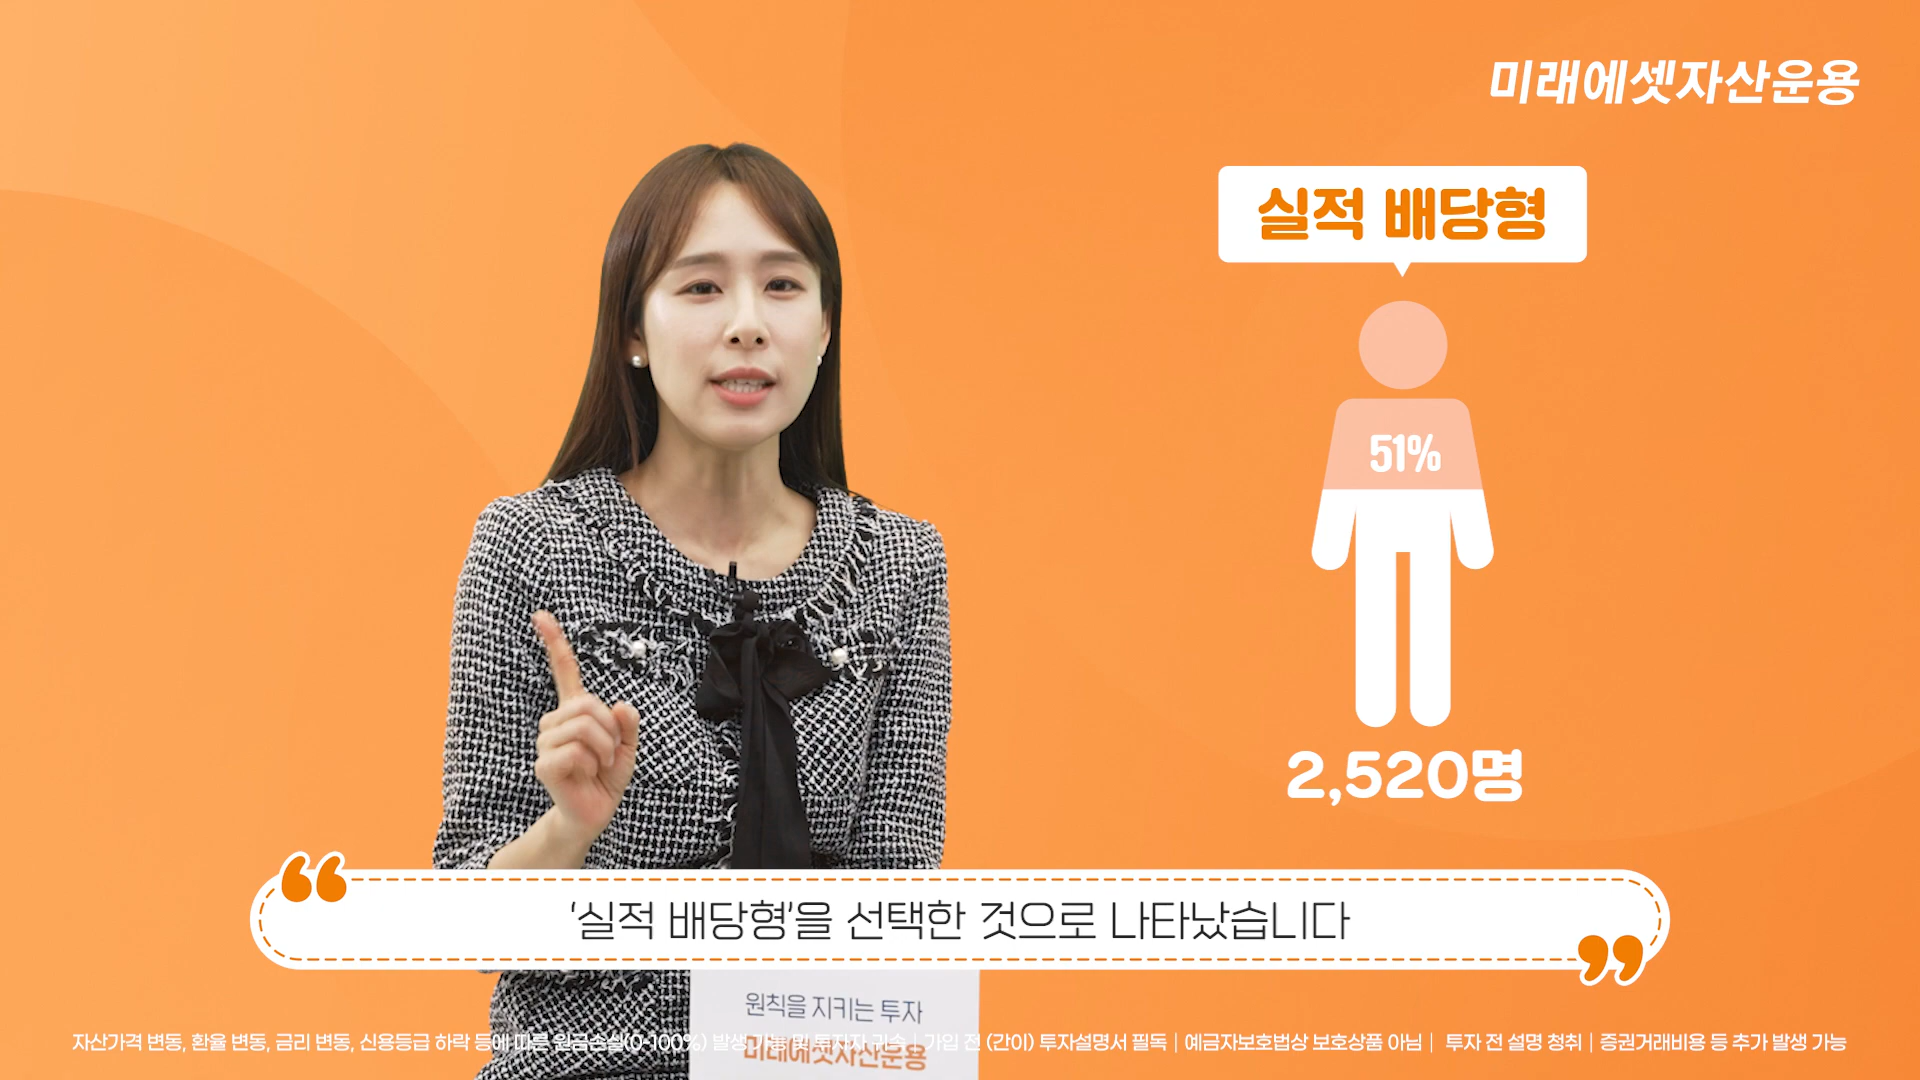 미래에셋자산운용
실적 배당형
51%
2,520명
‘실적 배당형’을 선택한 것으로 나타났습니다
원칙을 지키는 투자
미래에셋자산운용
자산가격 변동, 환율 변동, 금리 변동, 신용등급 하락 등에 따른 원금손실(0-100%) 발생 가능 및 투자자 귀속│가입 전 (간이) 투자설명서 필독│예금자보호법상 보호상품 아님│ 투자 전 설명 청취│증권거래비용 등 추가 발생 가능